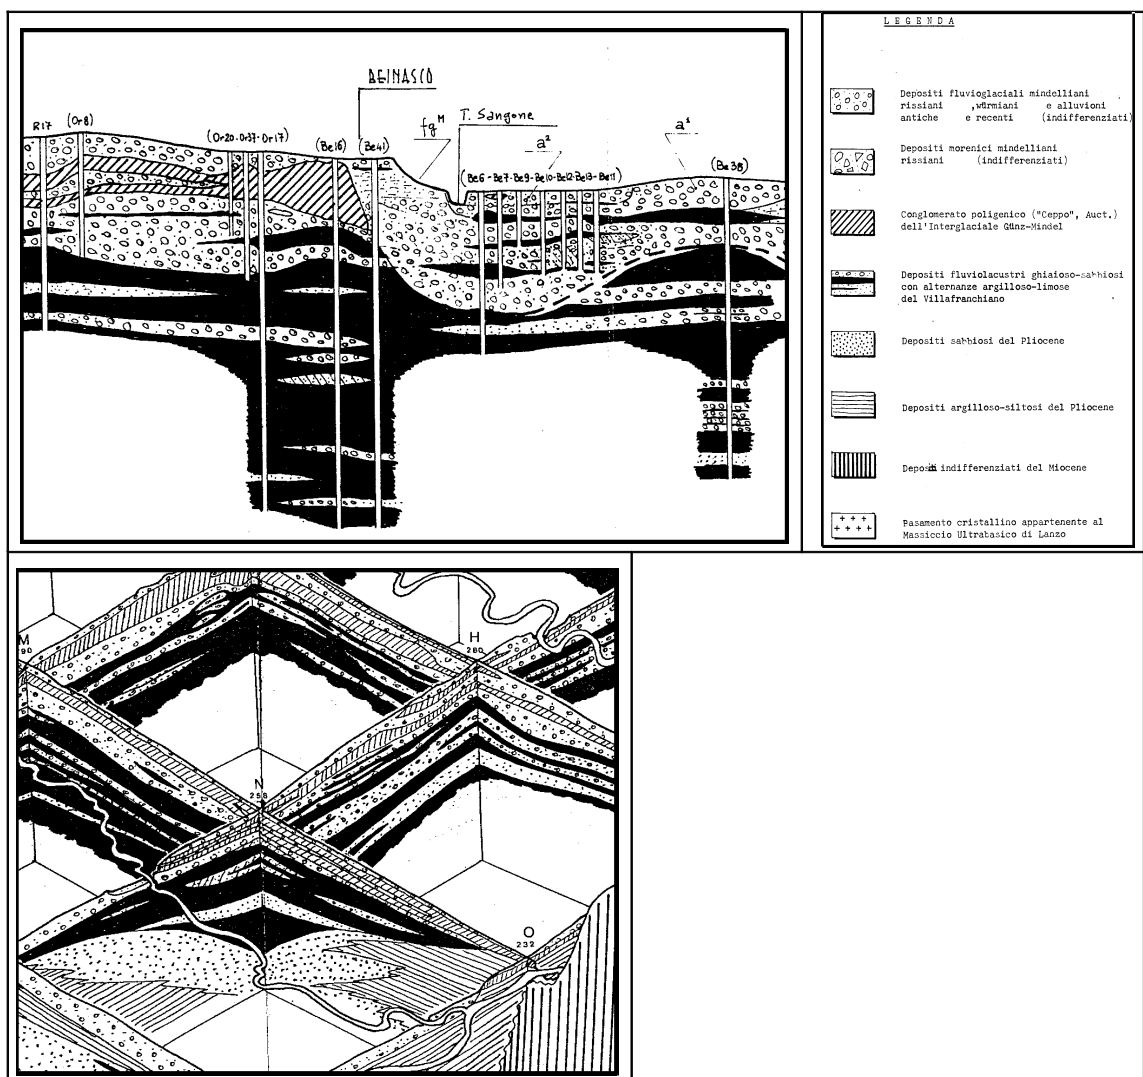 BEINASCO
T. Sangone
fg M
a²
a¹
R17
(Or8)
(Or20-Or37-Or17)
(Be16)
(Be41)
(Be6-Be7-Be9-Be10-Be12-Be13-Be11)
(Be38)
LEGENDA
Depositi fluvioglaciali mindelliani
rissiani ,würmiani e alluvioni
antiche e recenti (indifferenziati)
Depositi morenici mindelliani
rissiani (indifferenziati)
Conglomerato poligenico ("Ceppo", Auct.)
dell'Interglaciale Günz-Mindel
Depositi fluviolacustri ghiaioso-sabbiosi
con alternanze argilloso-limose
del Villafranchiano
Depositi sabbiosi del Pliocene
Depositi argilloso-siltosi del Pliocene
Depositi indifferenziati del Miocene
Basamento cristallino appartenente al
Massiccio Ultrabasico di Lanzo
M
90
H
280
N
256
O
232